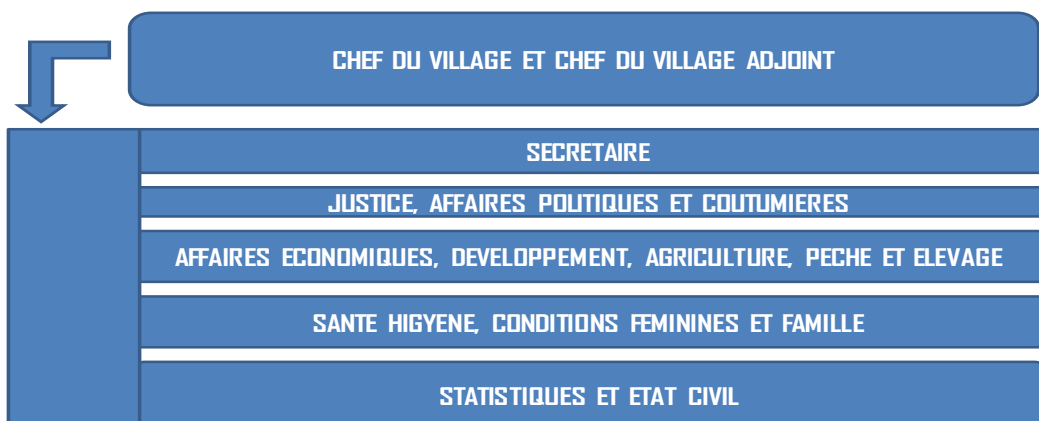 CHEF DU VILLAGE ET CHEF DU VILLAGE ADJOINT
SECRETAIRE
JUSTICE, AFFAIRES POLITIQUES ET COUTUMIERES
AFFAIRES ECONOMIQUES, DEVELOPPEMENT, AGRICULTURE, PECHE ET ELEVAGE
SANTE HIGYENE, CONDITIONS FEMININES ET FAMILLE
STATISTIQUES ET ETAT CIVIL